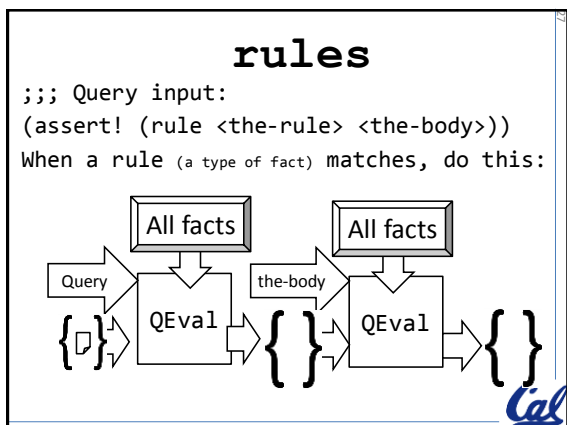 27
rules
;;; Query input:
(assert! (rule <the-rule> <the-body>))
When a rule (a type of fact) matches, do this:
All facts
All facts
Query
QEval
the-body
QEval
{ } { } { }
Cal